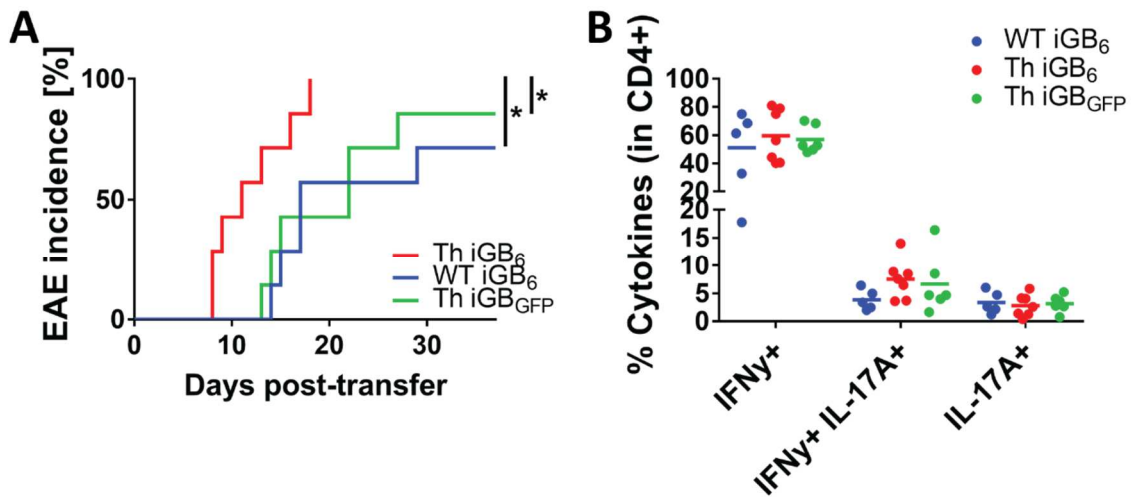 A
EAE incidence [%]
100
50
0
0 10 20 30
Days post-transfer
Th iGB6
WT iGB6
Th iGBGFP
*
*
B
% Cytokines (in CD4+)
100
80
60
40
20
20
15
10
5
0
IFNy+
IFNy+ IL-17A+
IL-17A+
WT iGB6
Th iGB6
Th iGBGFP